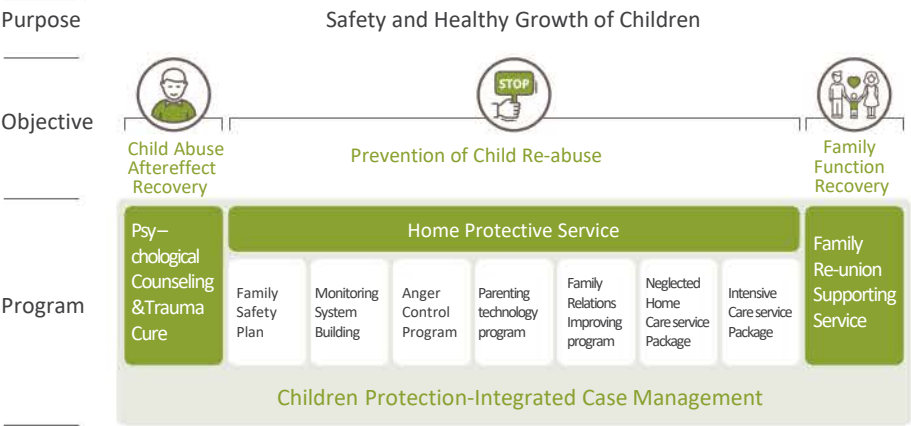 Purpose
Safety and Healthy Growth of Children
STOP
Objective
Child Abuse
Aftereffect
Recovery
Prevention of Child Re-abuse
Family
Function
Recovery
Program
Psy–
chological
Counseling
&Trauma
Cure
Home Protective Service
Family
Safety
Plan
Monitoring
System
Building
Anger
Control
Program
Parenting
technology
program
Family
Relations
Improving
program
Neglected
Home
Care service
Package
Intensive
Care service
Package
Family
Re-union
Supporting
Service
Children Protection-Integrated Case Management